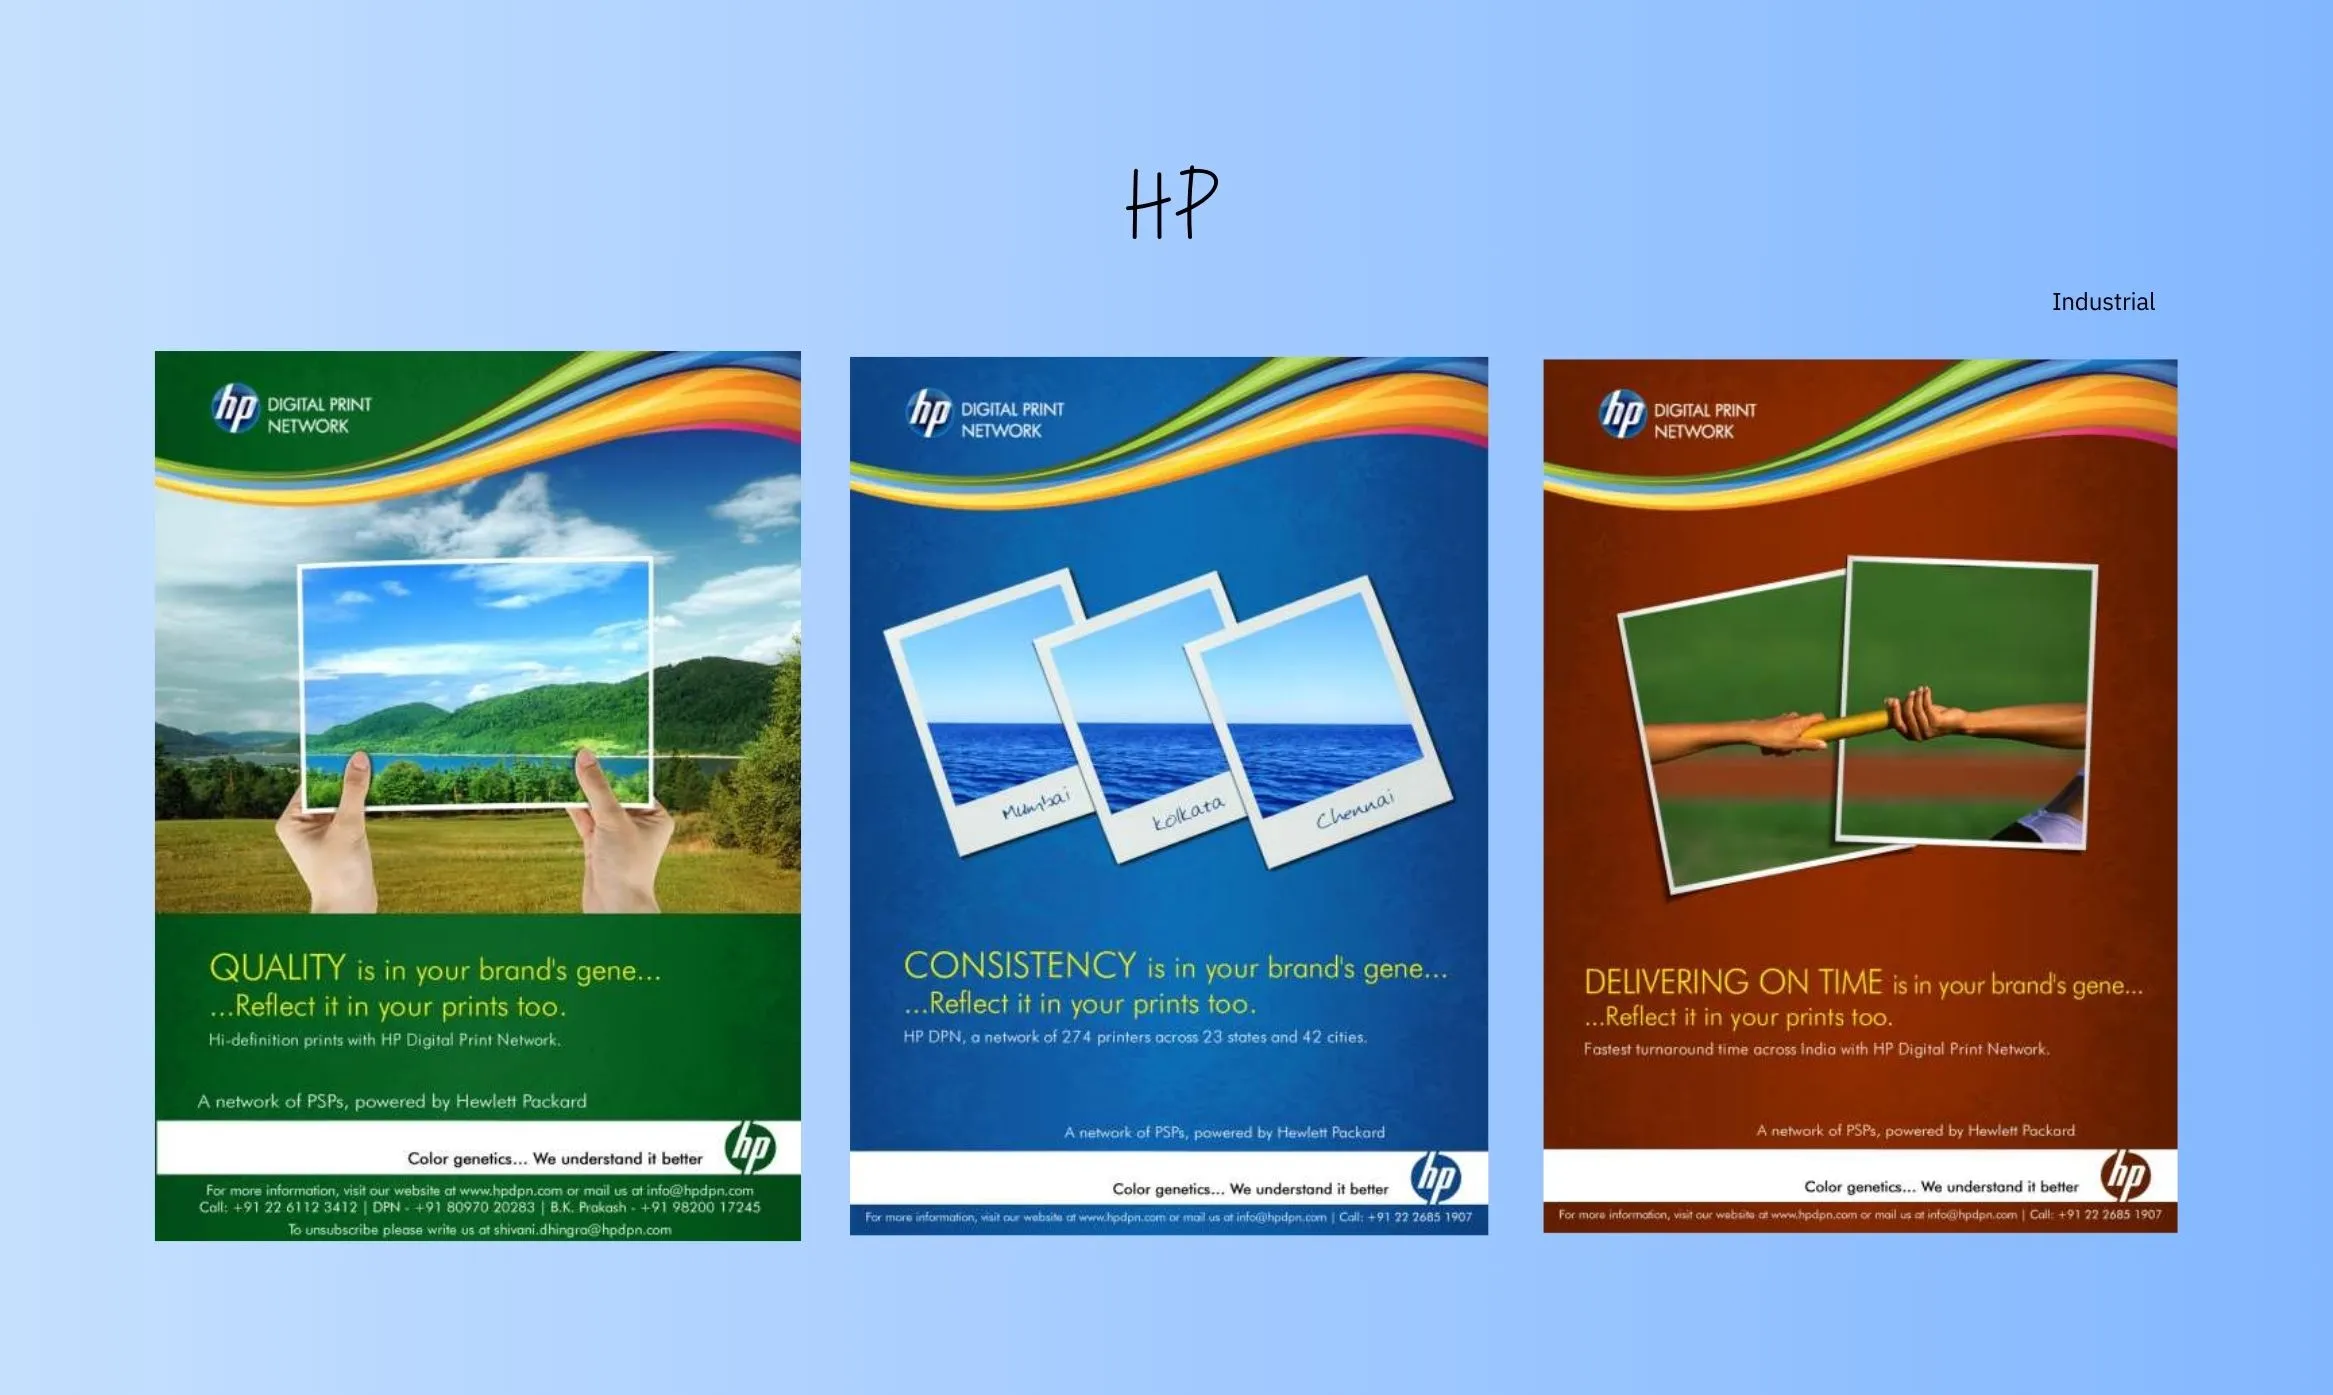 HP
Industrial
hp DIGITAL PRINT
NETWORK
QUALITY is in your brand's gene...
...Reflect it in your prints too.
Hi-definition prints with HP Digital Print Network.
A network of PSPs, powered by Hewlett Packard
Color genetics... We understand it better
hp
For more information, visit our website at www.hpdpn.com or mail us at info@hpdpn.com
Call: +91 22 6112 3412 | DPN - +91 80970 20283 | B.K. Prakash - +91 98200 17245
To unsubscribe please write us at shivani.dhingra@hpdpn.com
hp DIGITAL PRINT
NETWORK
Mumbai
Kolkata
Chennai
CONSISTENCY is in your brand's gene...
...Reflect it in your prints too.
HP DPN, a network of 274 printers across 23 states and 42 cities.
A network of PSPs, powered by Hewlett Packard
Color genetics... We understand it better
hp
For more information, visit our website at www.hpdpn.com or mail us at info@hpdpn.com | Call: +91 22 2685 1907
hp DIGITAL PRINT
NETWORK
DELIVERING ON TIME is in your brand's gene...
...Reflect it in your prints too.
Fastest turnaround time across India with HP Digital Print Network.
A network of PSPs, powered by Hewlett Packard
Color genetics... We understand it better
hp
For more information, visit our website at www.hpdpn.com or mail us at info@hpdpn.com | Call: +91 22 2685 1907